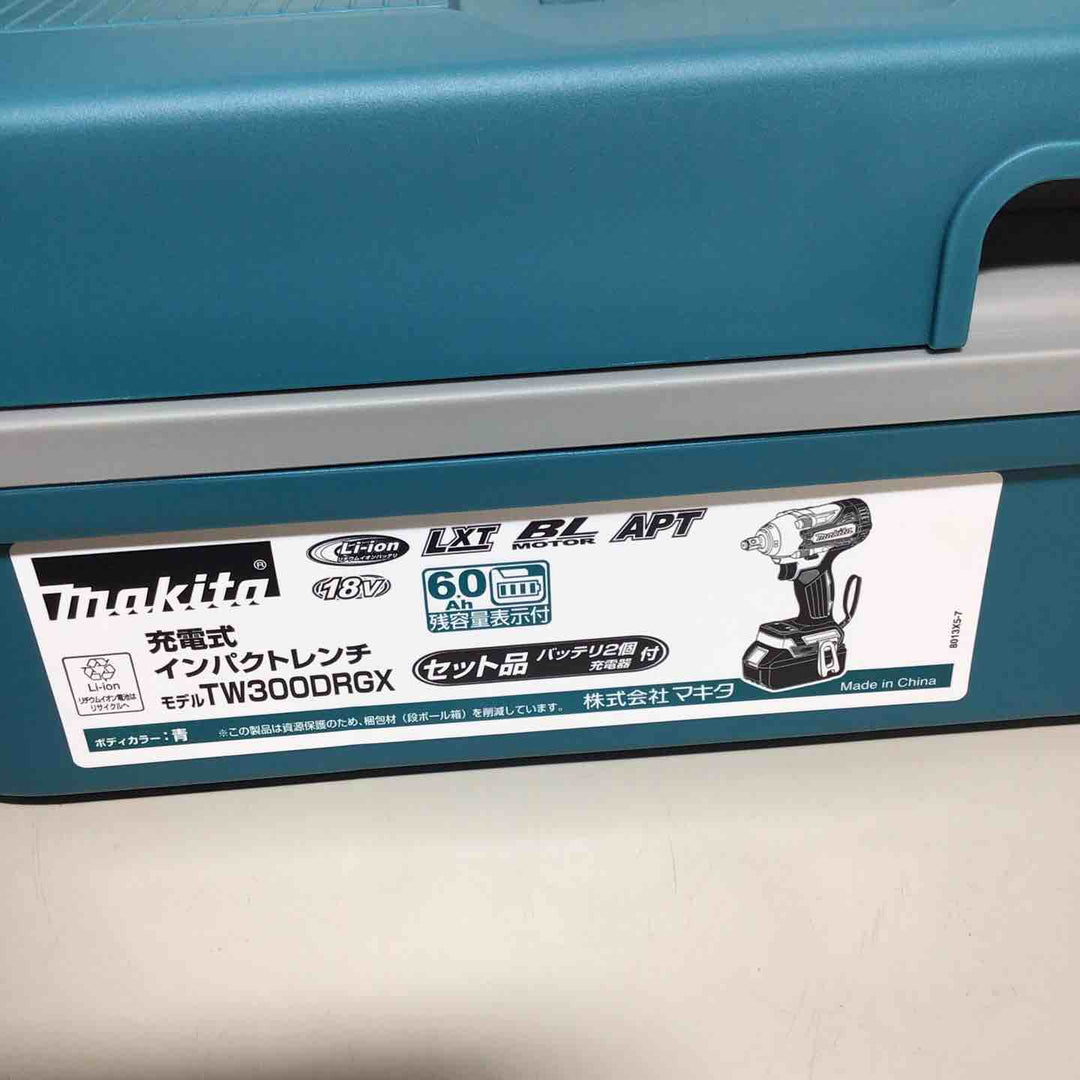 makita®
Li-ion
リチウムイオンバッテリ
LXT
BL
MOTOR
APT
18V
6.0
Ah
残容量表示付
充電式
インパクトレンチ
モデルTW300DRGX
セット品
バッテリ2個
充電器
付
Li-ion
リチウムイオン電池は
リサイクルへ
makita
株式会社 マキタ
Made in China
B013X5-7
ボディカラー：青
※この製品は資源保護のため、梱包材（段ボール箱）を削減しています。